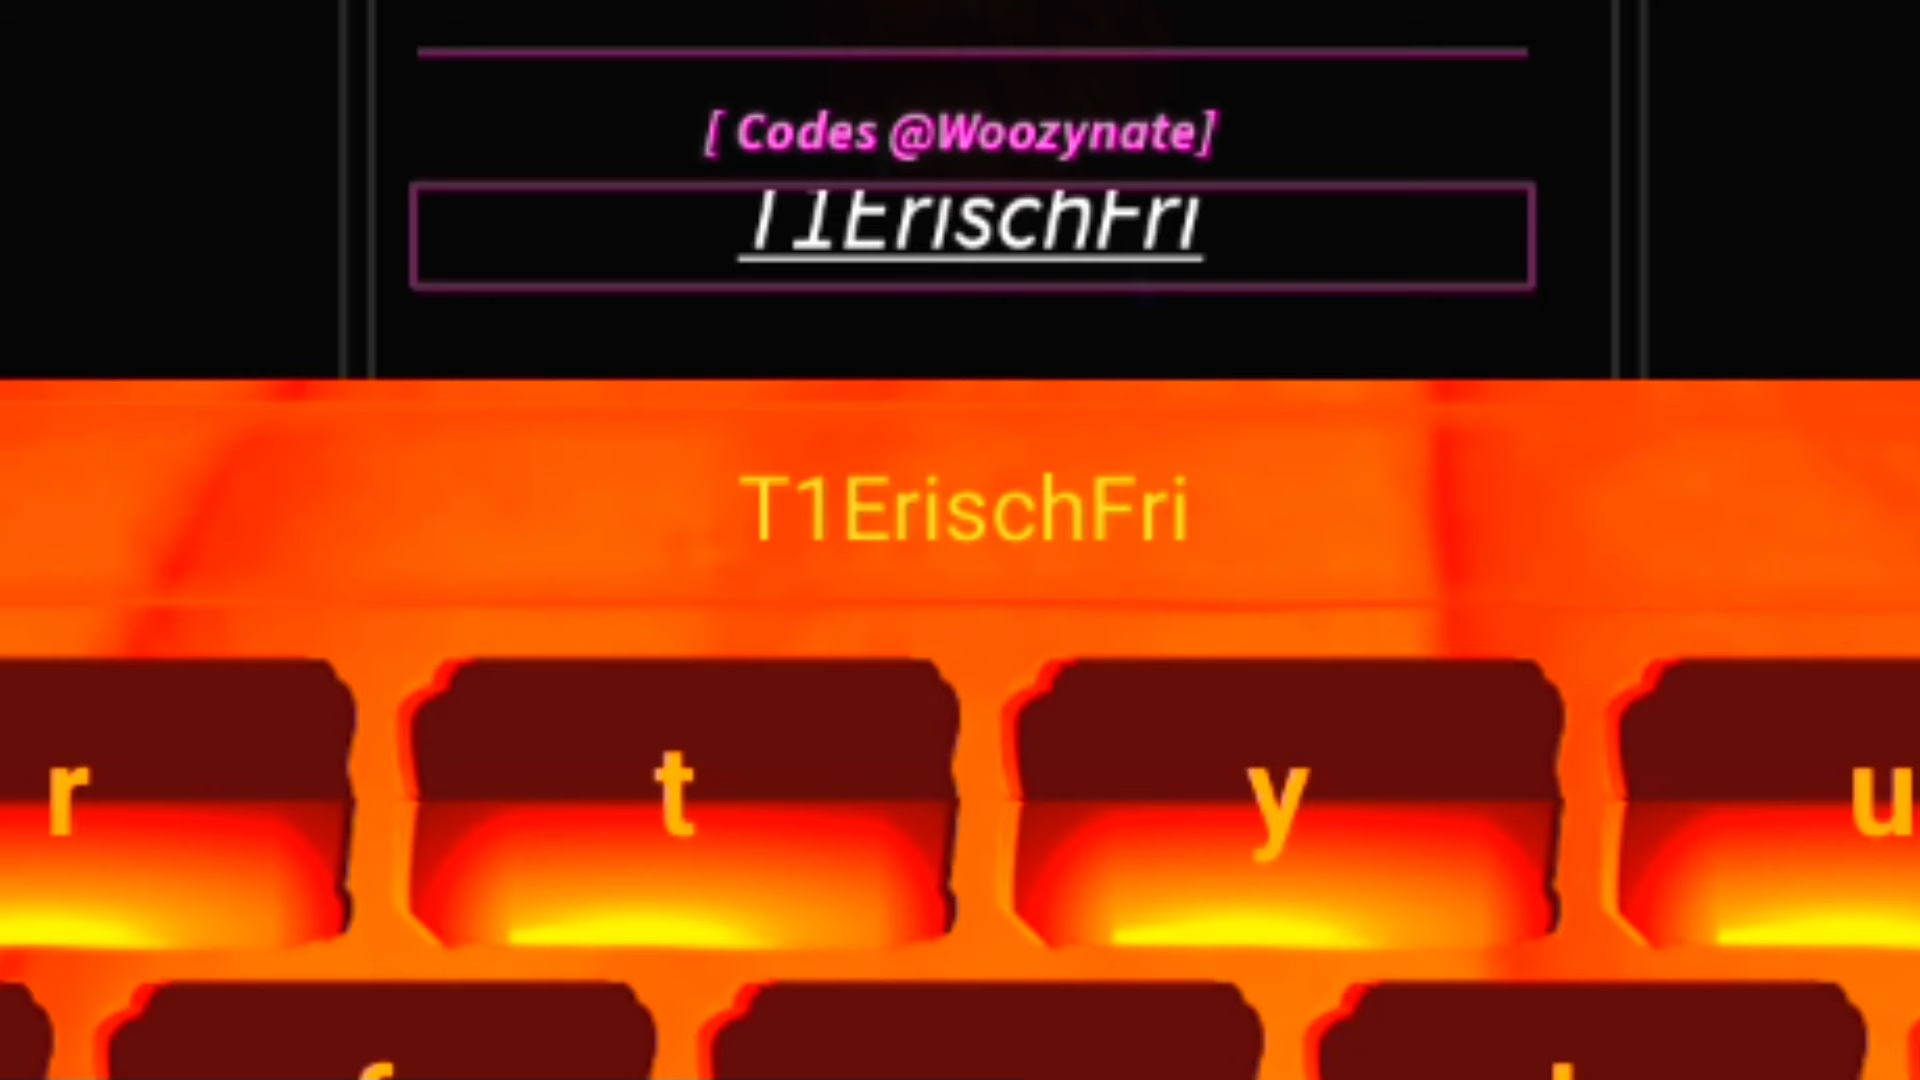 [ Codes @Woozynate]
T1ErischFri
T1ErischFri
r t y u
f